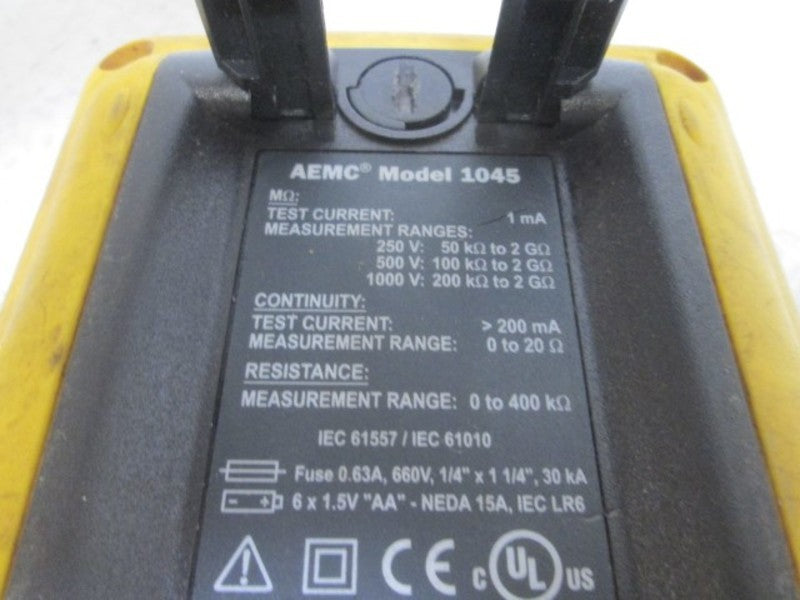 AEMC® Model 1045
MΩ:
TEST CURRENT: 1 mA
MEASUREMENT RANGES:
250 V: 50 kΩ to 2 GΩ
500 V: 100 kΩ to 2 GΩ
1000 V: 200 kΩ to 2 GΩ
CONTINUITY:
TEST CURRENT: > 200 mA
MEASUREMENT RANGE: 0 to 20 Ω
RESISTANCE:
MEASUREMENT RANGE: 0 to 400 kΩ
IEC 61557 / IEC 61010
Fuse 0.63A, 660V, 1/4" x 1 1/4", 30 kA
6 x 1.5V "AA" - NEDA 15A, IEC LR6
CE c UL US